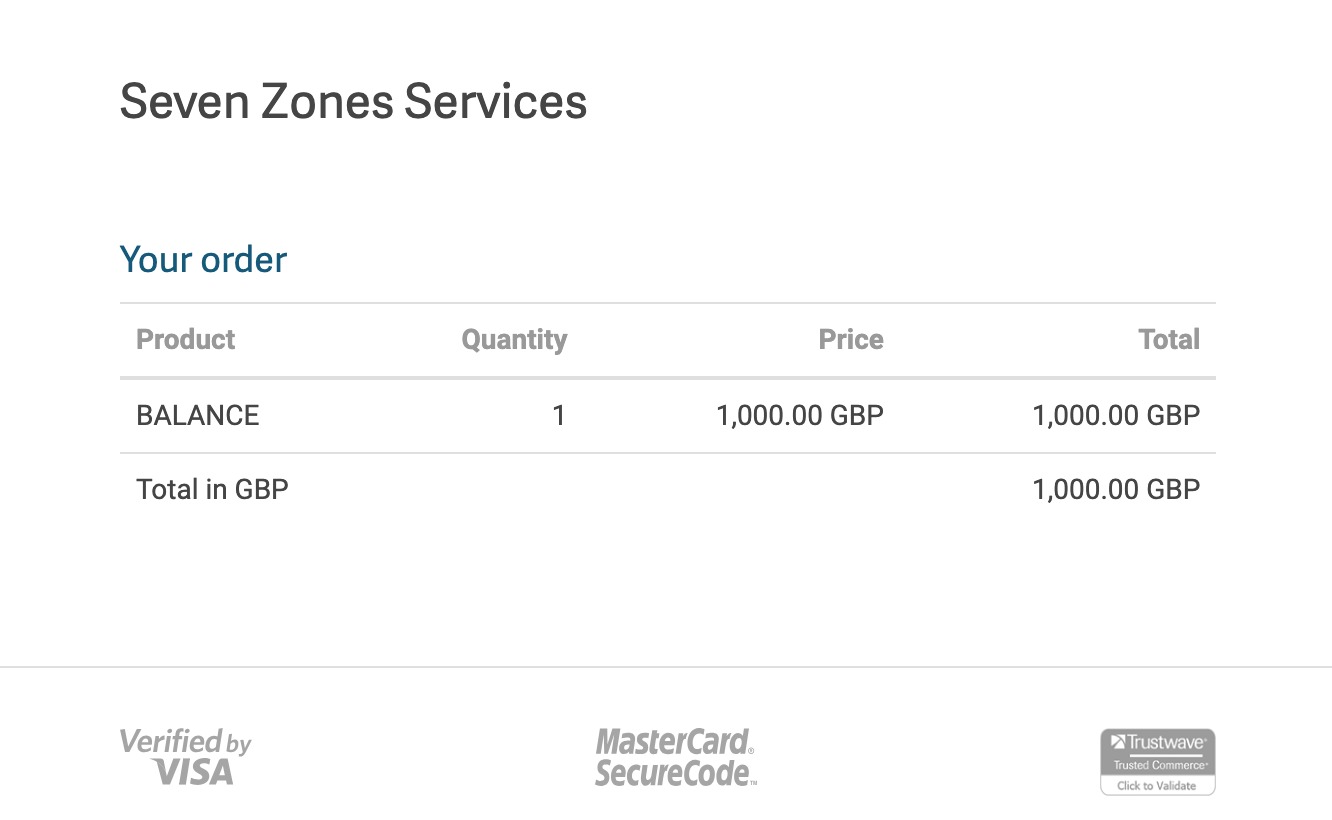 Seven Zones Services
Your order
Product Quantity Price Total
BALANCE 1 1,000.00 GBP 1,000.00 GBP
Total in GBP 1,000.00 GBP
Verified by
VISA
MasterCard®
SecureCode™
Trustwave®
Trusted Commerce®
Click to Validate